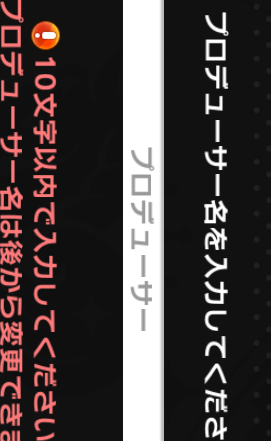 プロデューサー名を入力してくださ
プロデューサー
10文字以内で入力してください
プロデューサー名は後から変更できま